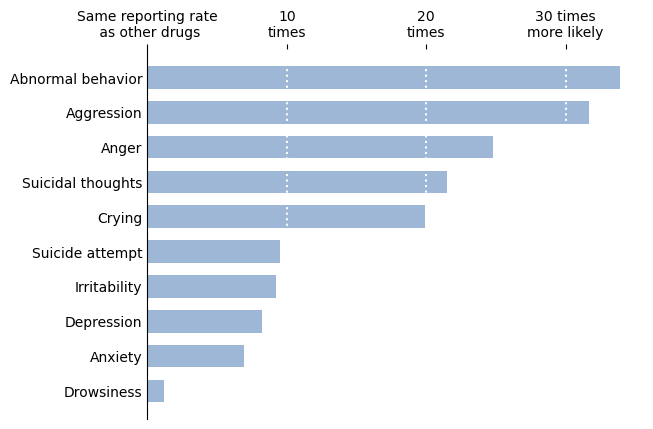 Same reporting rate
as other drugs
10
times
20
times
30 times
more likely
Abnormal behavior
Aggression
Anger
Suicidal thoughts
Crying
Suicide attempt
Irritability
Depression
Anxiety
Drowsiness